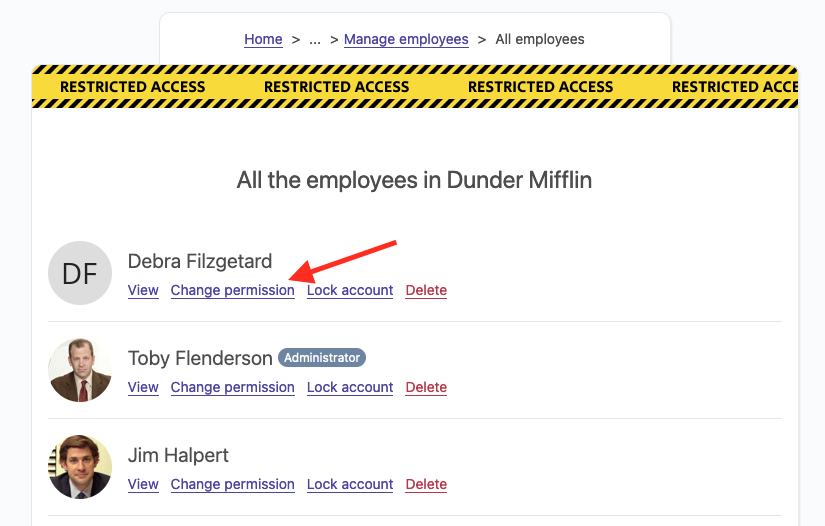 Home > ... > Manage employees > All employees
RESTRICTED ACCESS RESTRICTED ACCESS RESTRICTED ACCESS RESTRICTED ACCE
All the employees in Dunder Mifflin
DF
Debra Filzgetard
View Change permission Lock account Delete
Toby Flenderson Administrator
View Change permission Lock account Delete
Jim Halpert
View Change permission Lock account Delete